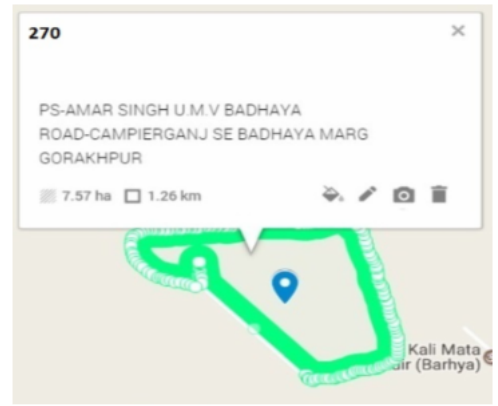 270
PS-AMAR SINGH U.M.V BADHAYA
ROAD-CAMPIERGANJ SE BADHAYA MARG
GORAKHPUR
7.57 ha 1.26 km
Kali Mata
(Barhya)